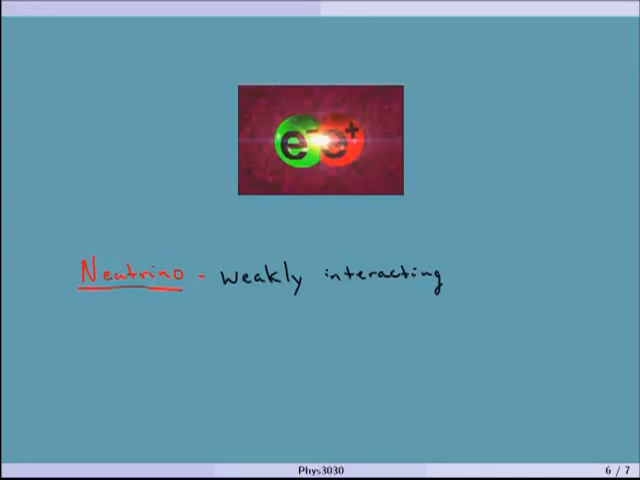 e⁻ e⁺
Neutrino - weakly interacting
Phys3030
6 / 7